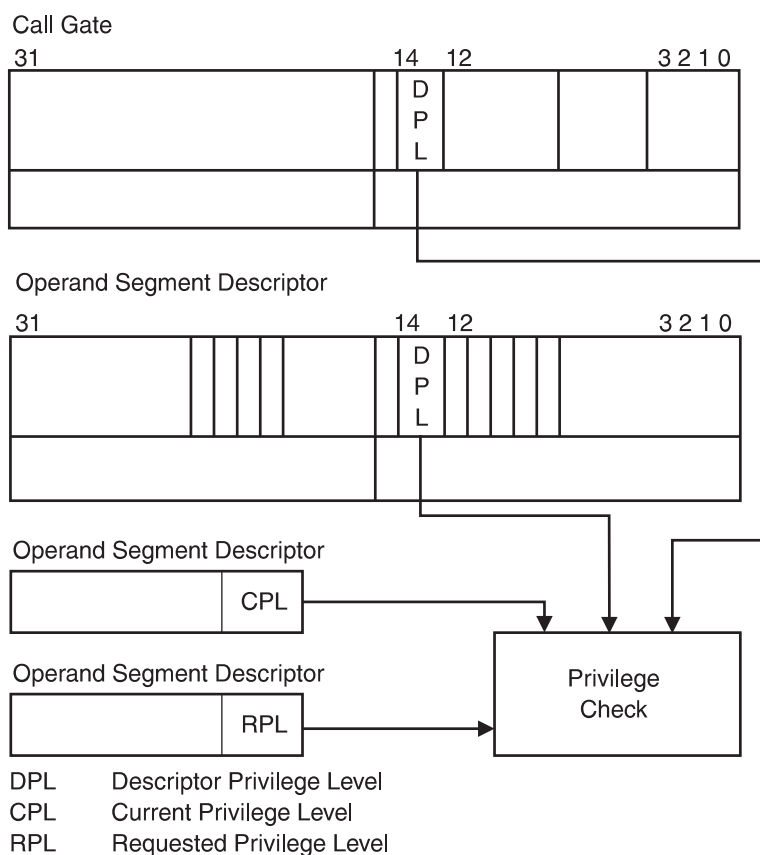 Call Gate
31 14 12 3 2 1 0
D
P
L
Operand Segment Descriptor
31 14 12 3 2 1 0
D
P
L
Operand Segment Descriptor
CPL
Operand Segment Descriptor
RPL
Privilege
Check
DPL Descriptor Privilege Level
CPL Current Privilege Level
RPL Requested Privilege Level